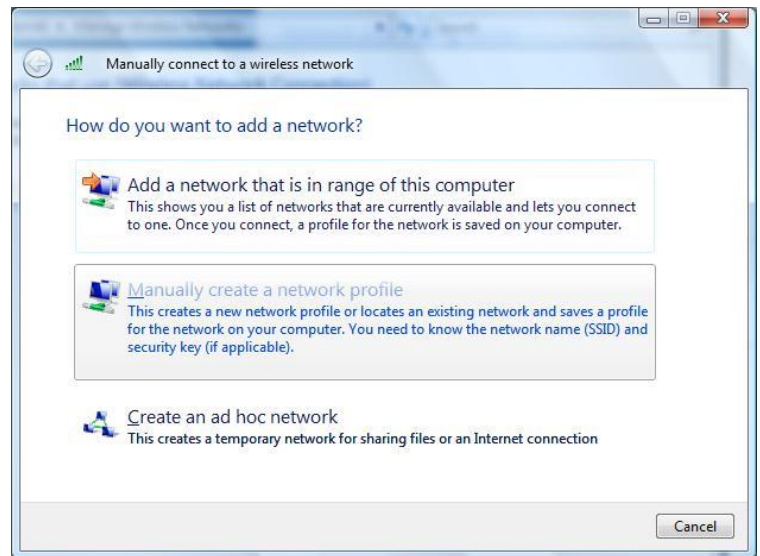 Manually connect to a wireless network
How do you want to add a network?
Add a network that is in range of this computer
This shows you a list of networks that are currently available and lets you connect
to one. Once you connect, a profile for the network is saved on your computer.
Manually create a network profile
This creates a new network profile or locates an existing network and saves a profile
for the network on your computer. You need to know the network name (SSID) and
security key (if applicable).
Create an ad hoc network
This creates a temporary network for sharing files or an Internet connection
Cancel